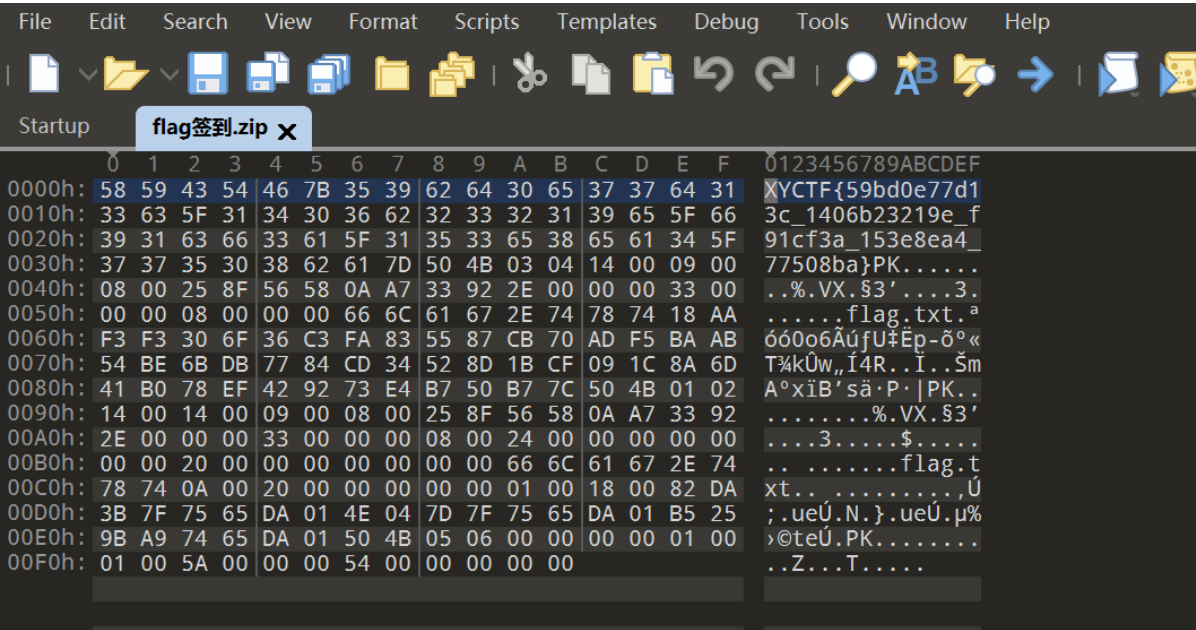 File Edit Search View Format Scripts Templates Debug Tools Window Help
Startup flag签到.zip
0 1 2 3 4 5 6 7 8 9 A B C D E F 0123456789ABCDEF
0000h: 58 59 43 54 46 7B 35 39 62 64 30 65 37 37 64 31 XYCTF{59bd0e77d1
0010h: 33 63 5F 31 34 30 36 62 32 33 32 31 39 65 5F 66 3c_1406b23219e_f
0020h: 39 31 63 66 33 61 5F 31 35 33 65 38 65 61 34 5F 91cf3a_153e8ea4_
0030h: 37 37 35 30 38 62 61 7D 50 4B 03 04 14 00 09 00 77508ba}PK......
0040h: 08 00 25 8F 56 58 0A A7 33 92 2E 00 00 00 33 00 ..%.VX.§3’....3.
0050h: 00 00 08 00 00 00 66 6C 61 67 2E 74 78 74 18 AA ......flag.txt.ª
0060h: F3 F3 30 6F 36 C3 FA 83 55 87 CB 70 AD F5 BA AB óó0o6ÃúƒU‡Ëp-õº«
0070h: 54 BE 6B DB 77 84 CD 34 52 8D 1B CF 09 1C 8A 6D T¾kÛw„Í4R..Ï..Šm
0080h: 41 B0 78 EF 42 92 73 E4 B7 50 B7 7C 50 4B 01 02 A°xïB’sä·P·|PK..
0090h: 14 00 14 00 09 00 08 00 25 8F 56 58 0A A7 33 92 ........%.VX.§3’
00A0h: 2E 00 00 00 33 00 00 00 08 00 24 00 00 00 00 00 ....3.....$.....
00B0h: 00 00 20 00 00 00 00 00 00 00 66 6C 61 67 2E 74 .. .......flag.t
00C0h: 78 74 0A 00 20 00 00 00 00 00 01 00 18 00 82 DA xt.. .........‚Ú
00D0h: 3B 7F 75 65 DA 01 4E 04 7D 7F 75 65 DA 01 B5 25 ;.ueÚ.N.}.ueÚ.µ%
00E0h: 9B A9 74 65 DA 01 50 4B 05 06 00 00 00 00 01 00 ›©teÚ.PK........
00F0h: 01 00 5A 00 00 00 54 00 00 00 00 00 ..Z...T.....